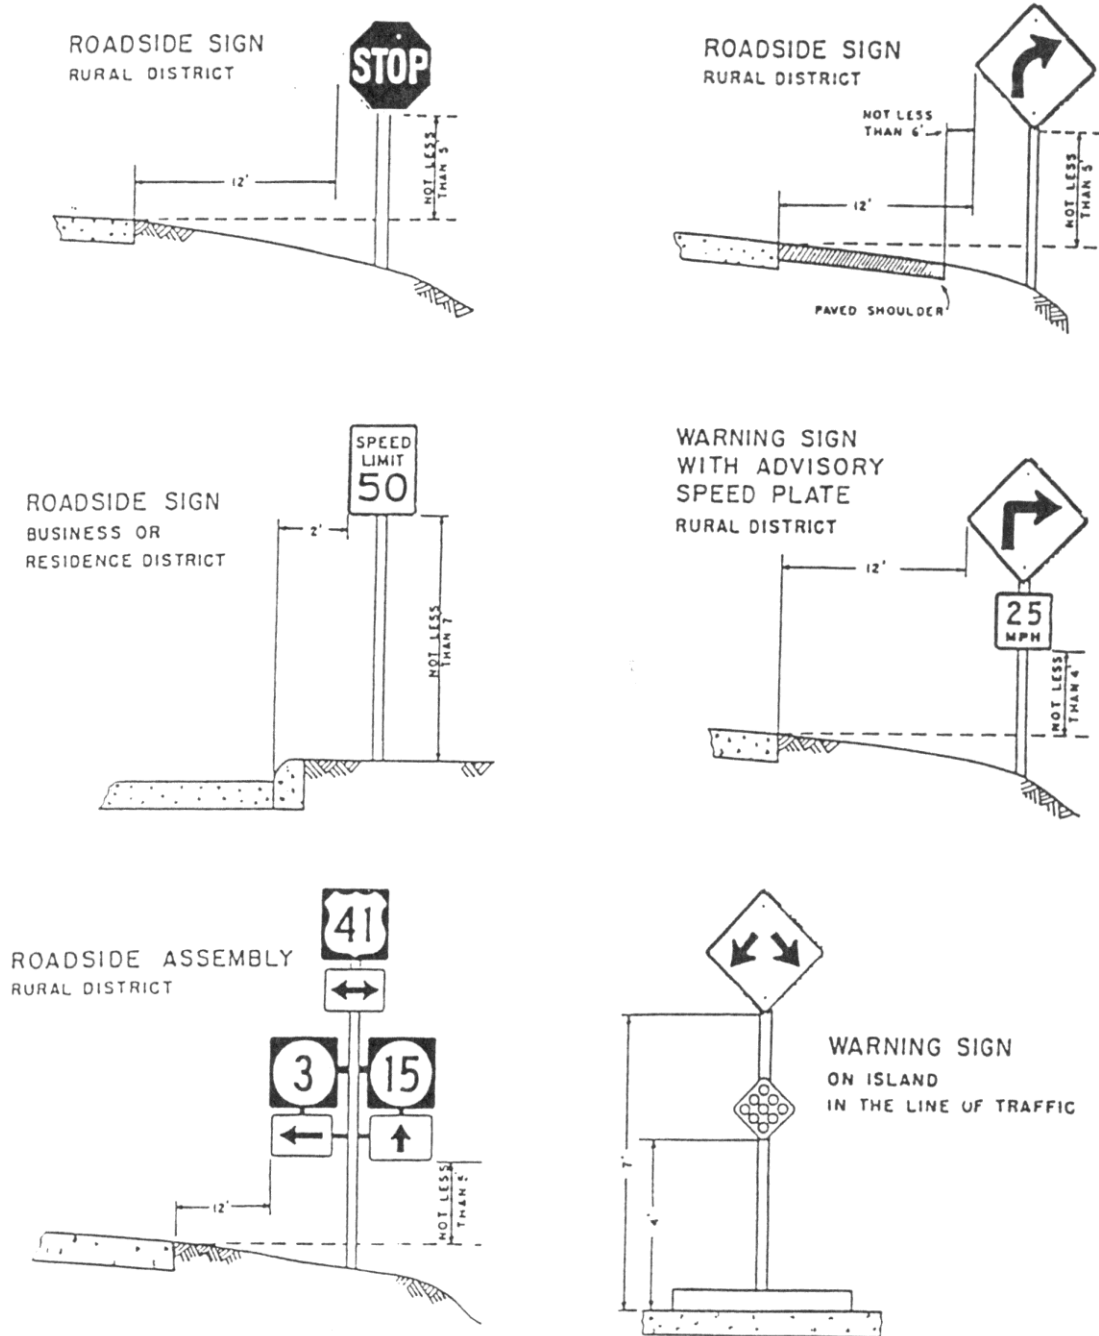 ROADSIDE SIGN
RURAL DISTRICT
STOP
12'
NOT LESS
THAN 5'
ROADSIDE SIGN
RURAL DISTRICT
NOT LESS
THAN 6'
12'
NOT LESS
THAN 5'
PAVED SHOULDER
ROADSIDE SIGN
BUSINESS OR
RESIDENCE DISTRICT
SPEED
LIMIT
50
2'
NOT LESS
THAN 7'
WARNING SIGN
WITH ADVISORY
SPEED PLATE
RURAL DISTRICT
12'
25
MPH
NOT LESS
THAN 4'
ROADSIDE ASSEMBLY
RURAL DISTRICT
41
3
15
12'
NOT LESS
THAN 5'
WARNING SIGN
ON ISLAND
IN THE LINE OF TRAFFIC
7'
4'